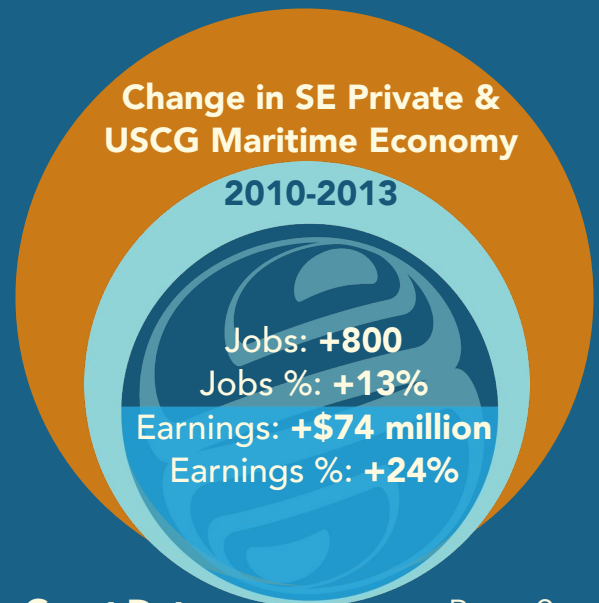 Change in SE Private &
USCG Maritime Economy
2010-2013
Jobs: +800
Jobs %: +13%
Earnings: +$74 million
Earnings %: +24%